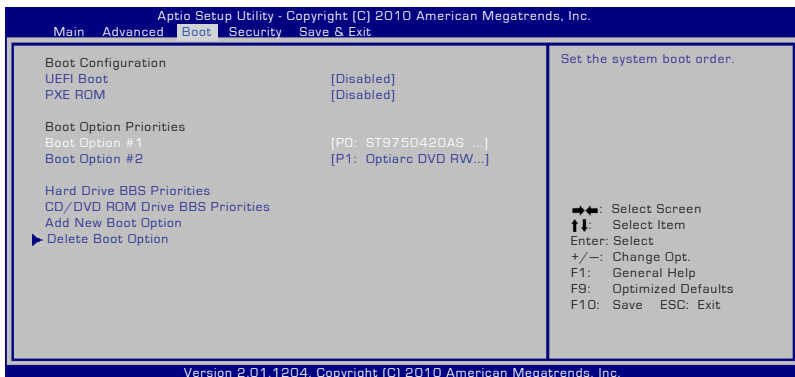 Aptio Setup Utility - Copyright (C) 2010 American Megatrends, Inc.
Main Advanced Boot Security Save & Exit
Boot Configuration
UEFI Boot [Disabled]
PXE ROM [Disabled]
Boot Option Priorities
Boot Option #1 [P0: ST9750420AS ...]
Boot Option #2 [P1: Optiarc DVD RW...]
Hard Drive BBS Priorities
CD/DVD ROM Drive BBS Priorities
Add New Boot Option
Delete Boot Option
Set the system boot order.
→←: Select Screen
↑↓: Select Item
Enter: Select
+/—: Change Opt.
F1: General Help
F9: Optimized Defaults
F10: Save ESC: Exit
Version 2.01.1204. Copyright (C) 2010 American Megatrends, Inc.